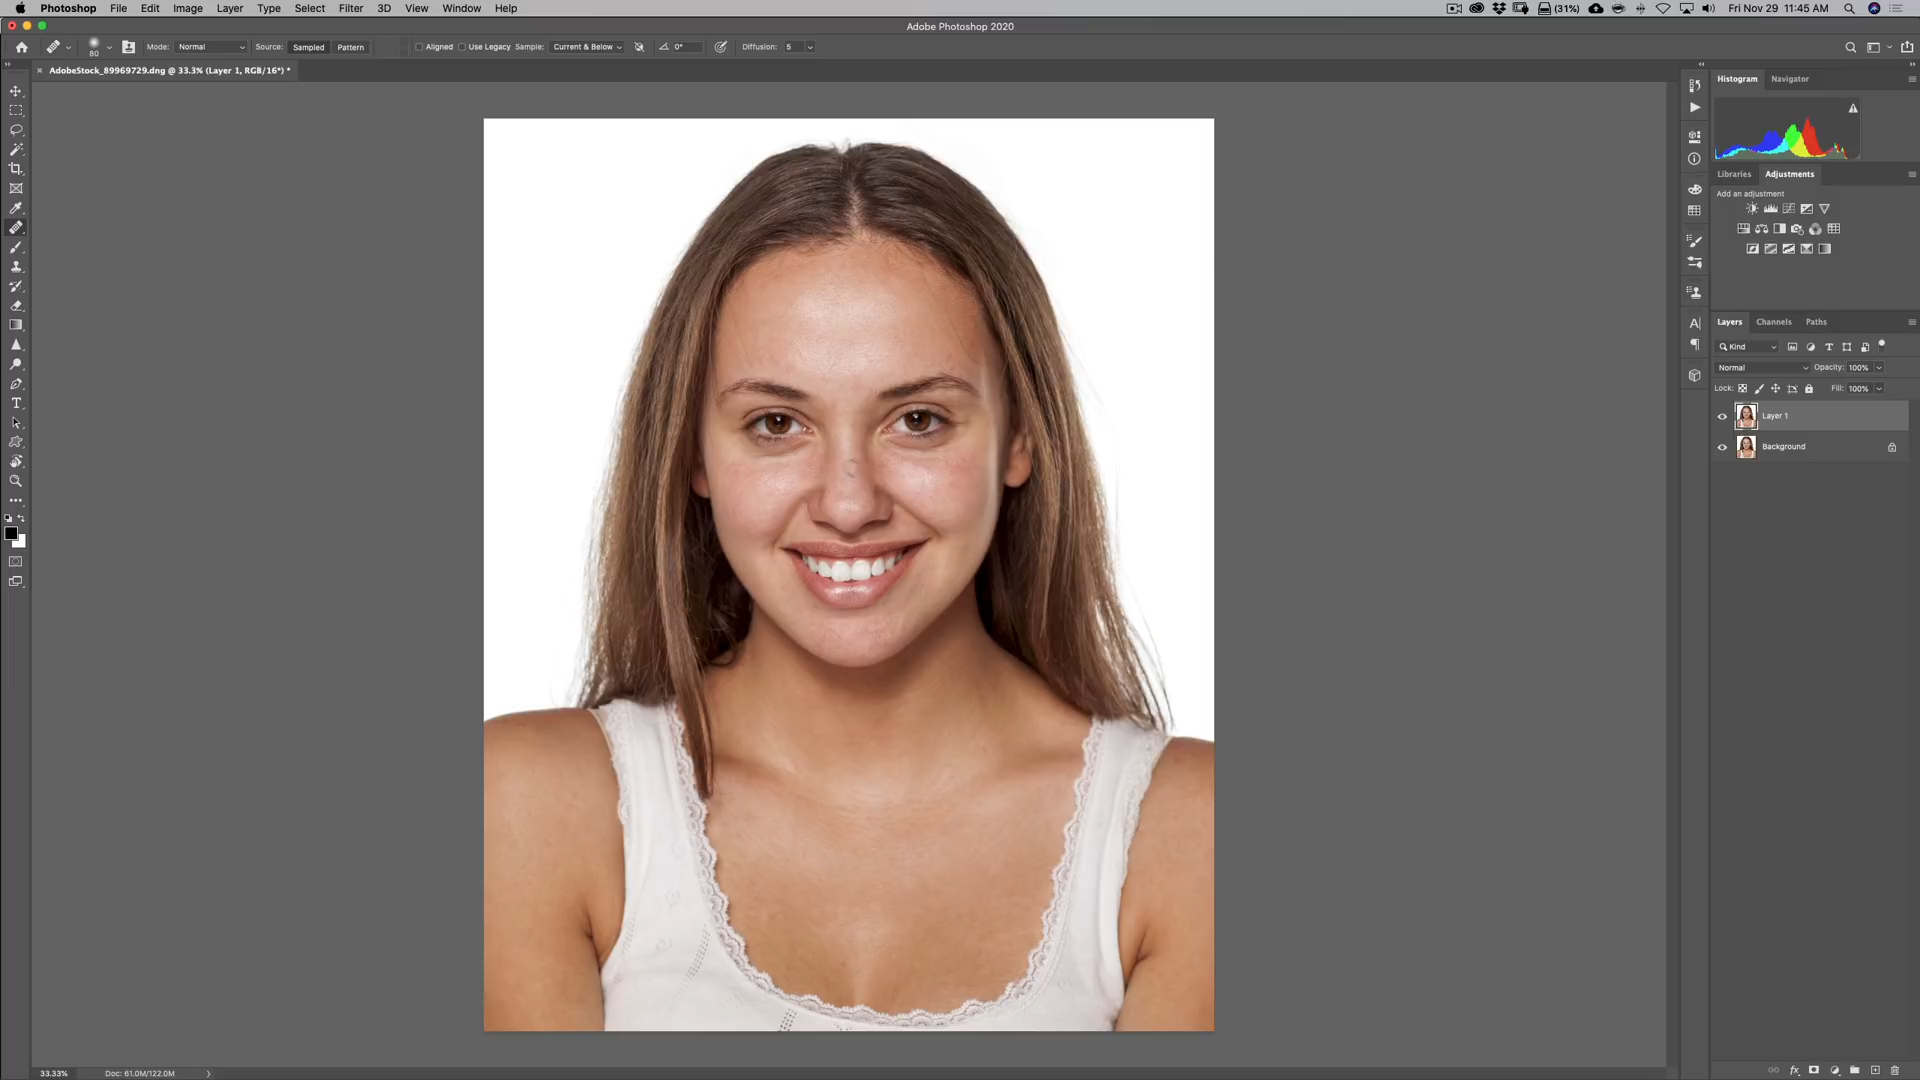 Photoshop File Edit Image Layer Type Select Filter 3D View Window Help (31%) Fri Nov 29 11:45 AM
Adobe Photoshop 2020
80 Mode: Normal Source: Sampled Pattern Aligned Use Legacy Sample: Current & Below 0° Diffusion: 5
× AdobeStock_89969729.dng @ 33.3% (Layer 1, RGB/16*) *
Histogram Navigator
Libraries Adjustments
Add an adjustment
Layers Channels Paths
Kind
Normal Opacity: 100%
Lock: Fill: 100%
Layer 1
Background
33.33% Doc: 61.0M/122.0M